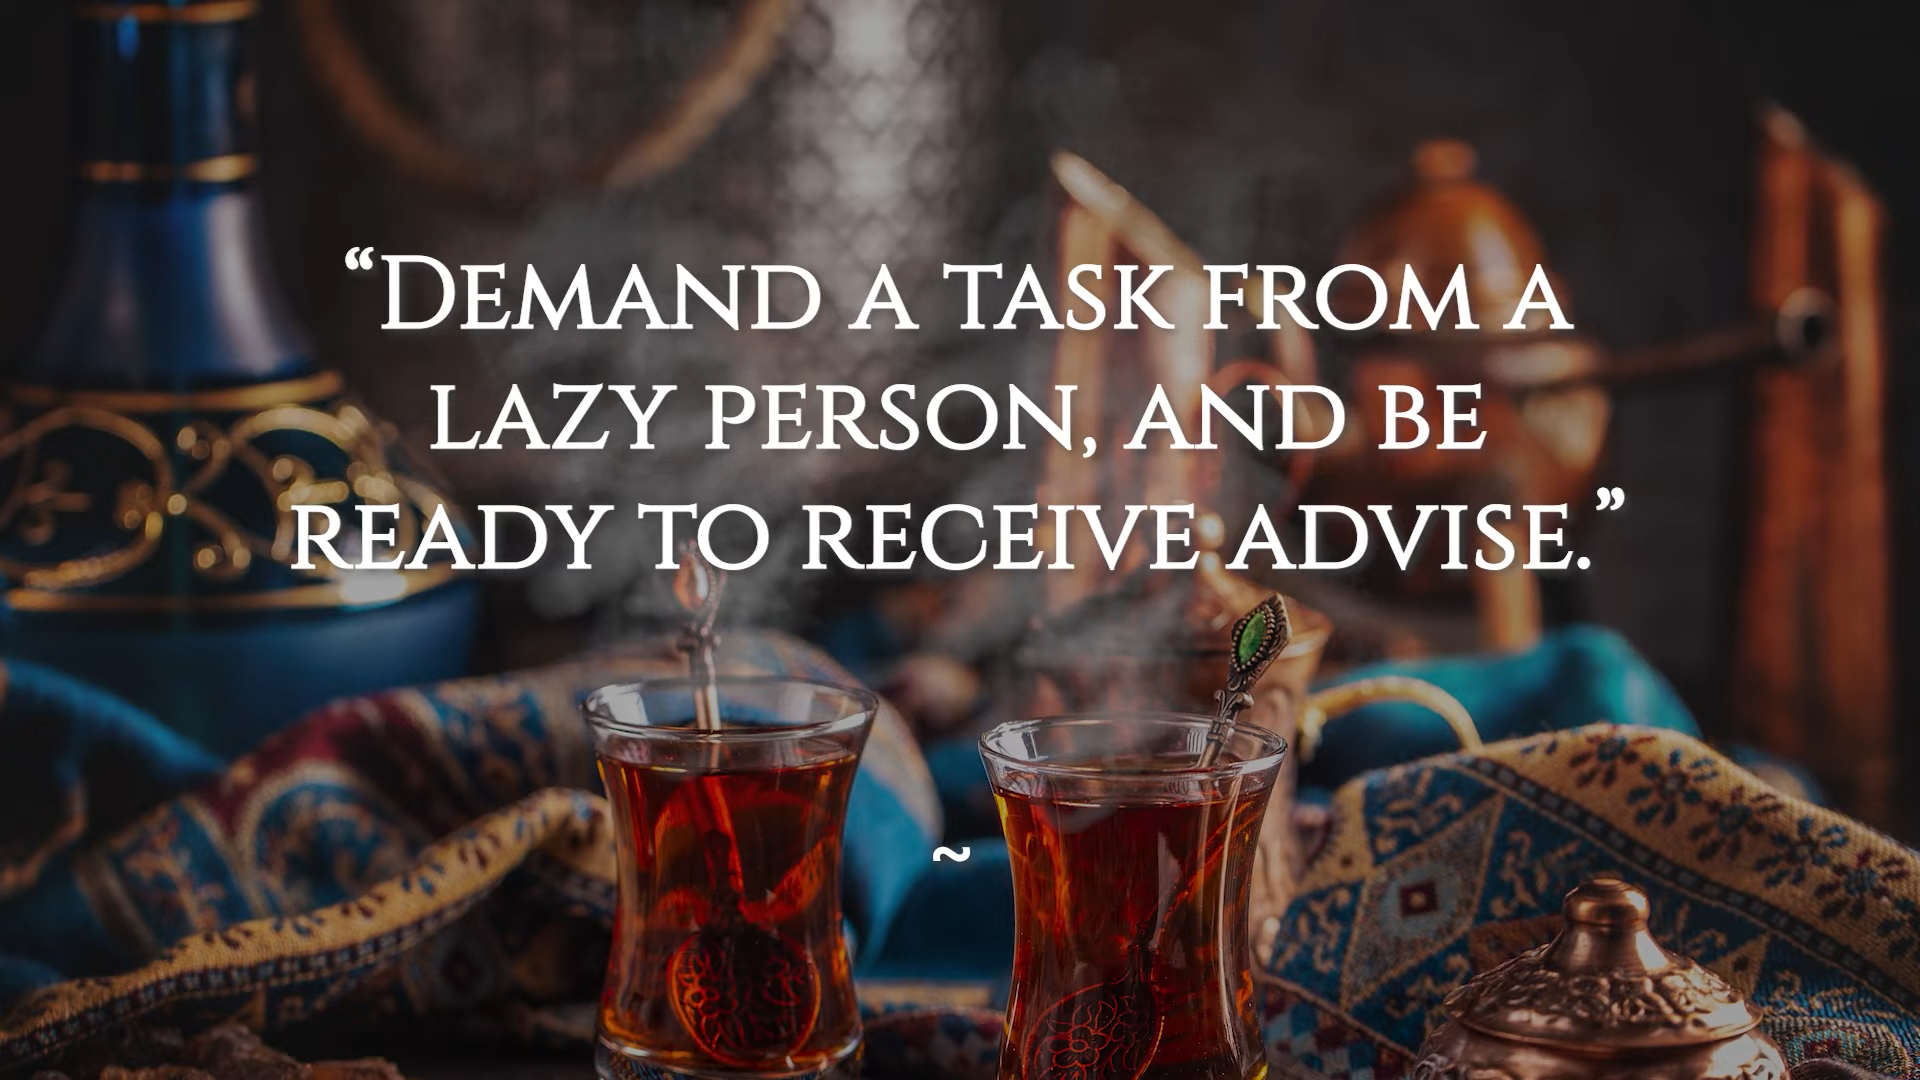 “Demand a task from a
lazy person, and be
ready to receive advise.”
~